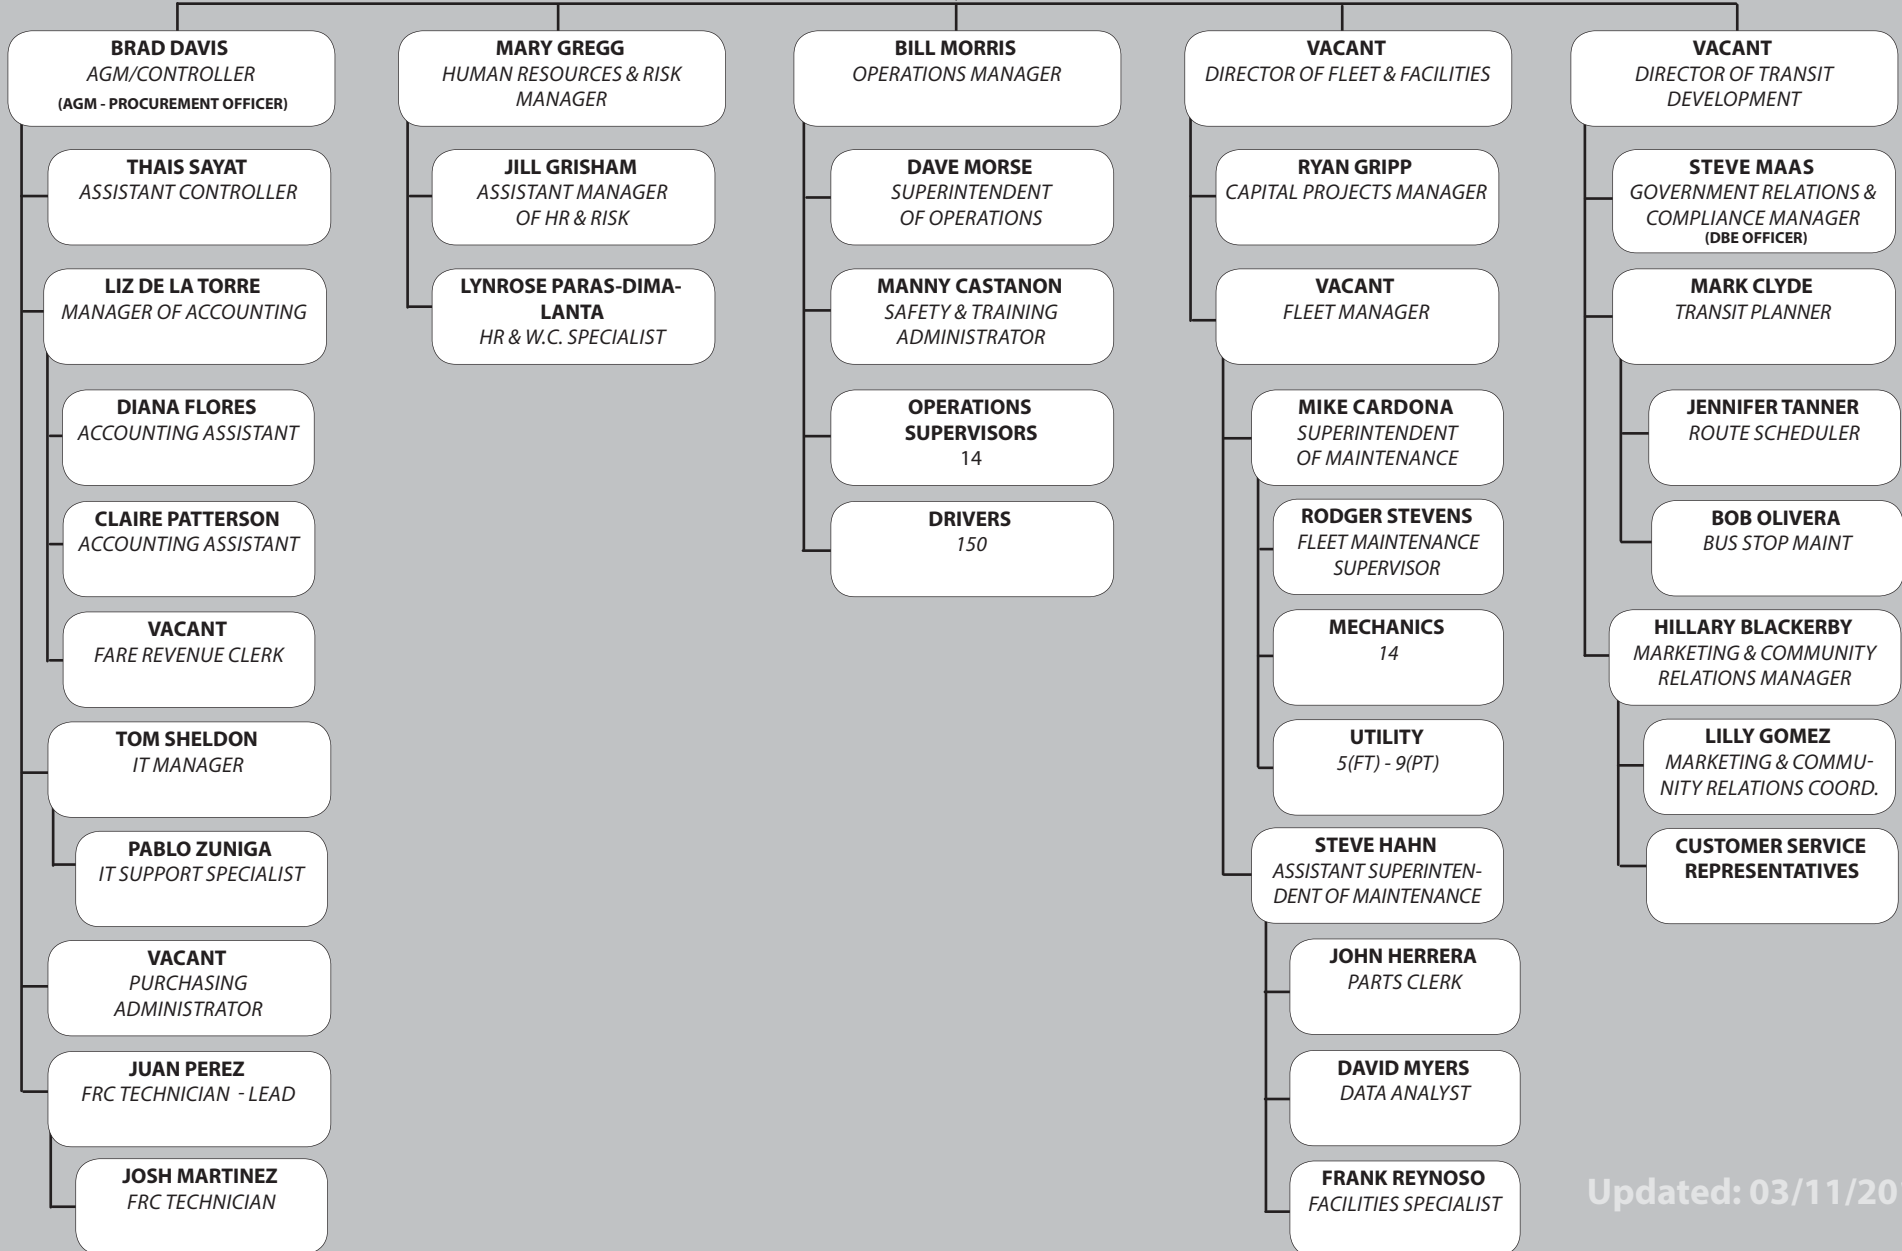 BRAD DAVIS
AGM/CONTROLLER
(AGM - PROCUREMENT OFFICER)
THAIS SAYAT
ASSISTANT CONTROLLER
LIZ DE LA TORRE
MANAGER OF ACCOUNTING
DIANA FLORES
ACCOUNTING ASSISTANT
CLAIRE PATTERSON
ACCOUNTING ASSISTANT
VACANT
FARE REVENUE CLERK
TOM SHELDON
IT MANAGER
PABLO ZUNIGA
IT SUPPORT SPECIALIST
VACANT
PURCHASING
ADMINISTRATOR
JUAN PEREZ
FRC TECHNICIAN - LEAD
JOSH MARTINEZ
FRC TECHNICIAN
MARY GREGG
HUMAN RESOURCES & RISK
MANAGER
JILL GRISHAM
ASSISTANT MANAGER
OF HR & RISK
LYNROSE PARAS-DIMA-
LANTA
HR & W.C. SPECIALIST
BILL MORRIS
OPERATIONS MANAGER
DAVE MORSE
SUPERINTENDENT
OF OPERATIONS
MANNY CASTANON
SAFETY & TRAINING
ADMINISTRATOR
OPERATIONS
SUPERVISORS
14
DRIVERS
150
VACANT
DIRECTOR OF FLEET & FACILITIES
RYAN GRIPP
CAPITAL PROJECTS MANAGER
VACANT
FLEET MANAGER
MIKE CARDONA
SUPERINTENDENT
OF MAINTENANCE
RODGER STEVENS
FLEET MAINTENANCE
SUPERVISOR
MECHANICS
14
UTILITY
5(FT) - 9(PT)
STEVE HAHN
ASSISTANT SUPERINTEN-
DENT OF MAINTENANCE
JOHN HERRERA
PARTS CLERK
DAVID MYERS
DATA ANALYST
FRANK REYNOSO
FACILITIES SPECIALIST
VACANT
DIRECTOR OF TRANSIT
DEVELOPMENT
STEVE MAAS
GOVERNMENT RELATIONS &
COMPLIANCE MANAGER
(DBE OFFICER)
MARK CLYDE
TRANSIT PLANNER
JENNIFER TANNER
ROUTE SCHEDULER
BOB OLIVERA
BUS STOP MAINT
HILLARY BLACKERBY
MARKETING & COMMUNITY
RELATIONS MANAGER
LILLY GOMEZ
MARKETING & COMMU-
NITY RELATIONS COORD.
CUSTOMER SERVICE
REPRESENTATIVES
Updated: 03/11/20